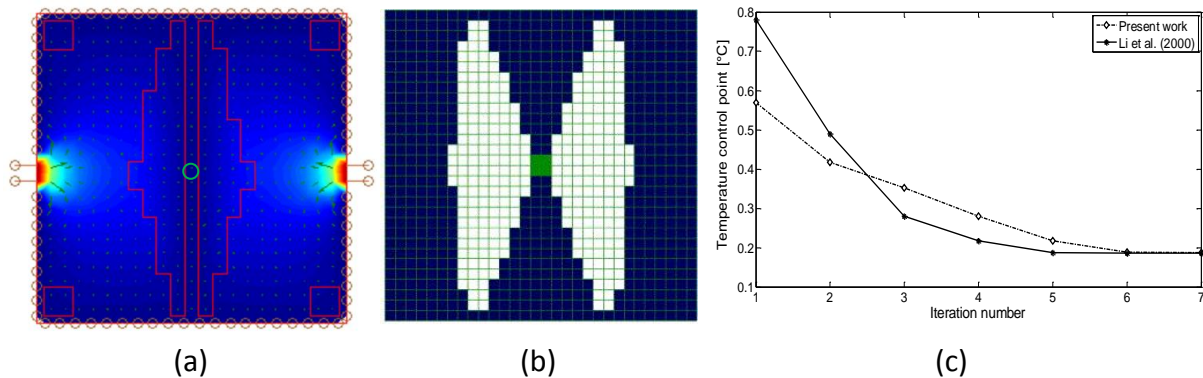 0.8
0.7
0.6
0.5
0.4
0.3
0.2
0.1
Temperature control point [°C]
Present work
Li et al. (2000)
1 2 3 4 5 6 7
Iteration number
(a) (b) (c)